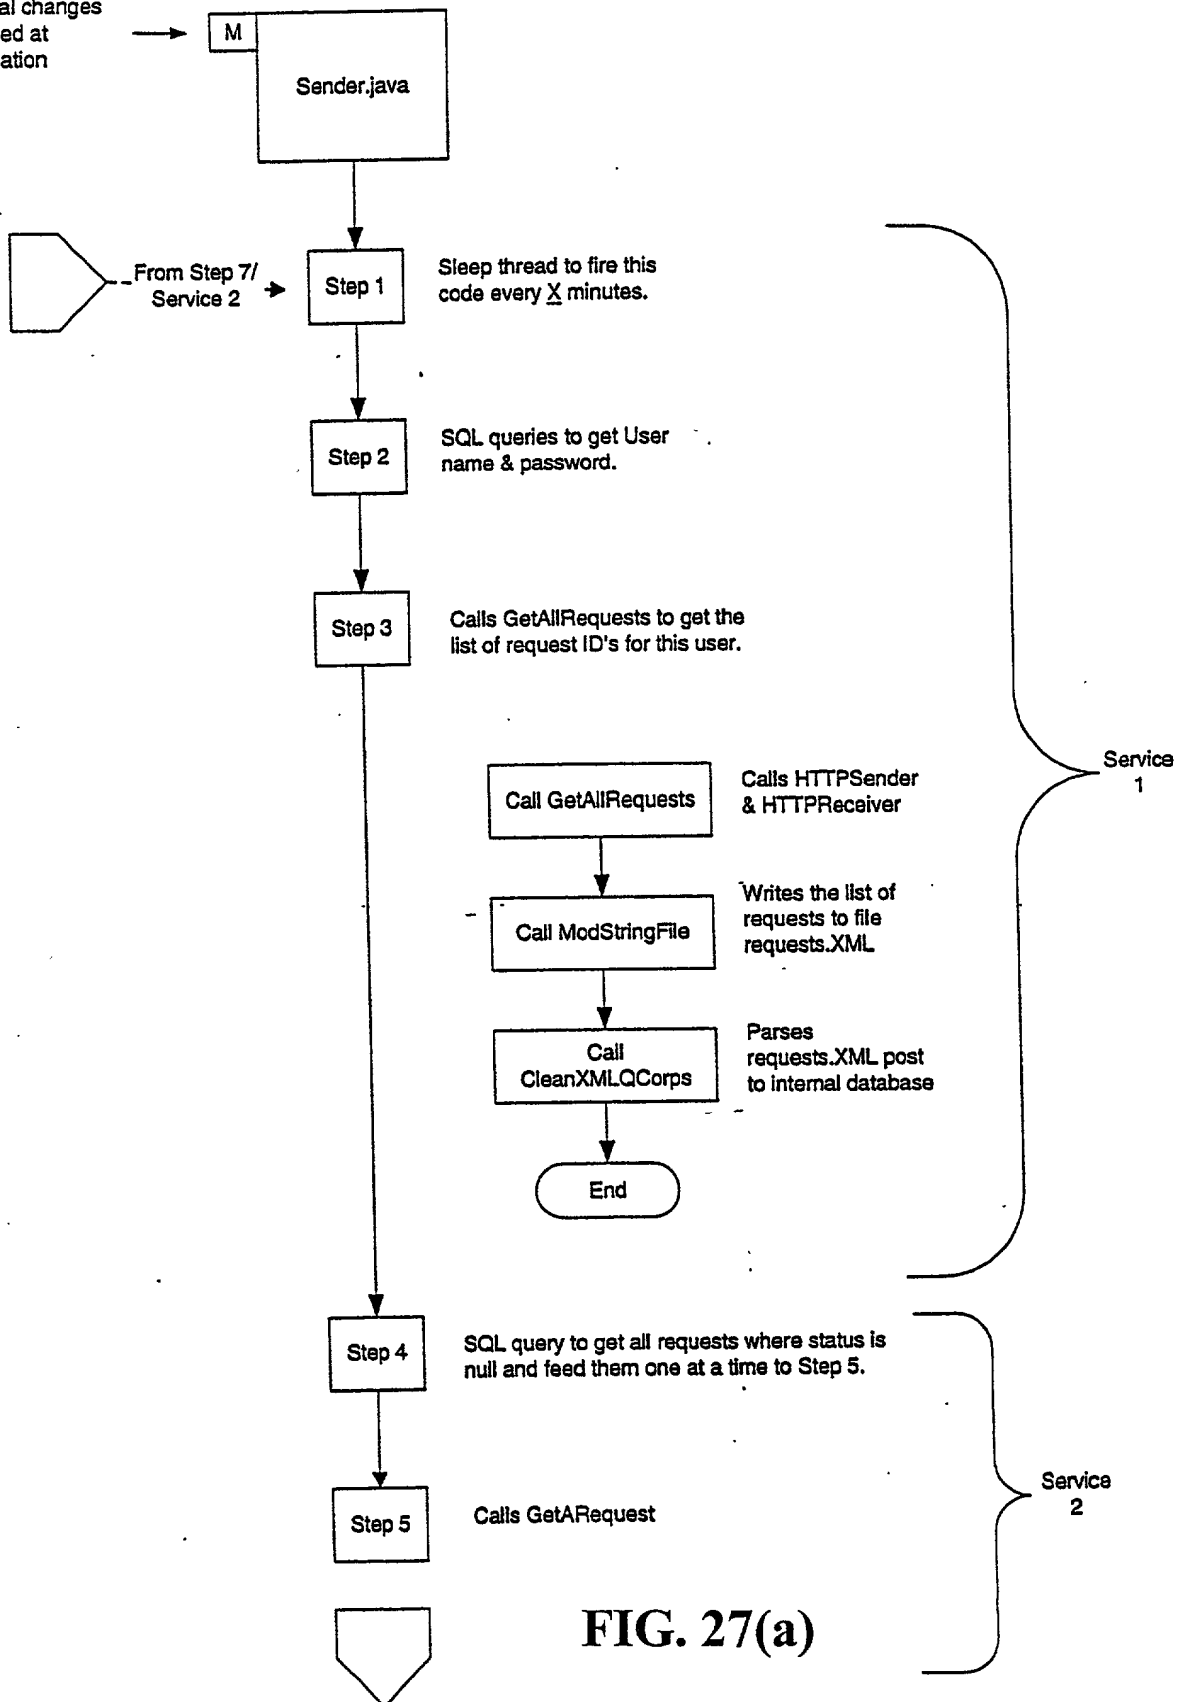 al changes
ed at
ation
M
Sender.java
From Step 7/
Service 2
Step 1
Sleep thread to fire this
code every X minutes.
Step 2
SQL queries to get User
name & password.
Step 3
Calls GetAllRequests to get the
list of request ID's for this user.
Call GetAllRequests
Calls HTTPSender
& HTTPReceiver
Call ModStringFile
Writes the list of
requests to file
requests.XML
Call
CleanXMLQCorps
Parses
requests.XML post
to internal database
End
Service
1
Step 4
SQL query to get all requests where status is
null and feed them one at a time to Step 5.
Step 5
Calls GetARequest
Service
2
FIG. 27(a)